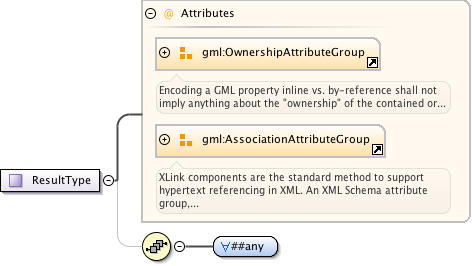 @ Attributes
gml:OwnershipAttributeGroup
Encoding a GML property inline vs. by-reference shall not
imply anything about the "ownership" of the contained or...
gml:AssociationAttributeGroup
XLink components are the standard method to support
hypertext referencing in XML. An XML Schema attribute
group,...
ResultType
∀##any